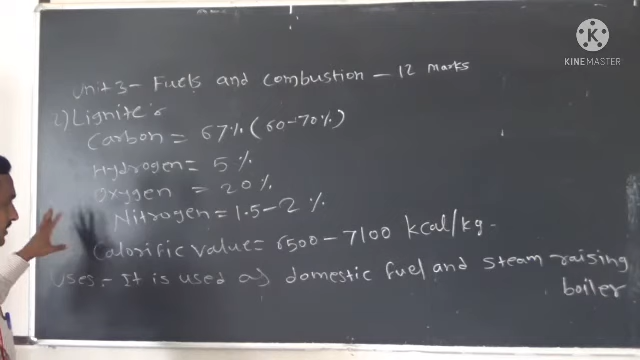 KINEMASTER
Unit 3 - Fuels and combustion - 12 marks
2) Lignite :
Carbon = 67% (60-70%)
Hydrogen = 5 %
Oxygen = 20 %
Nitrogen = 1.5-2 %
Calorific value = 6500 - 7100 kcal/kg -
Uses - It is used as domestic fuel and steam raising
boiler